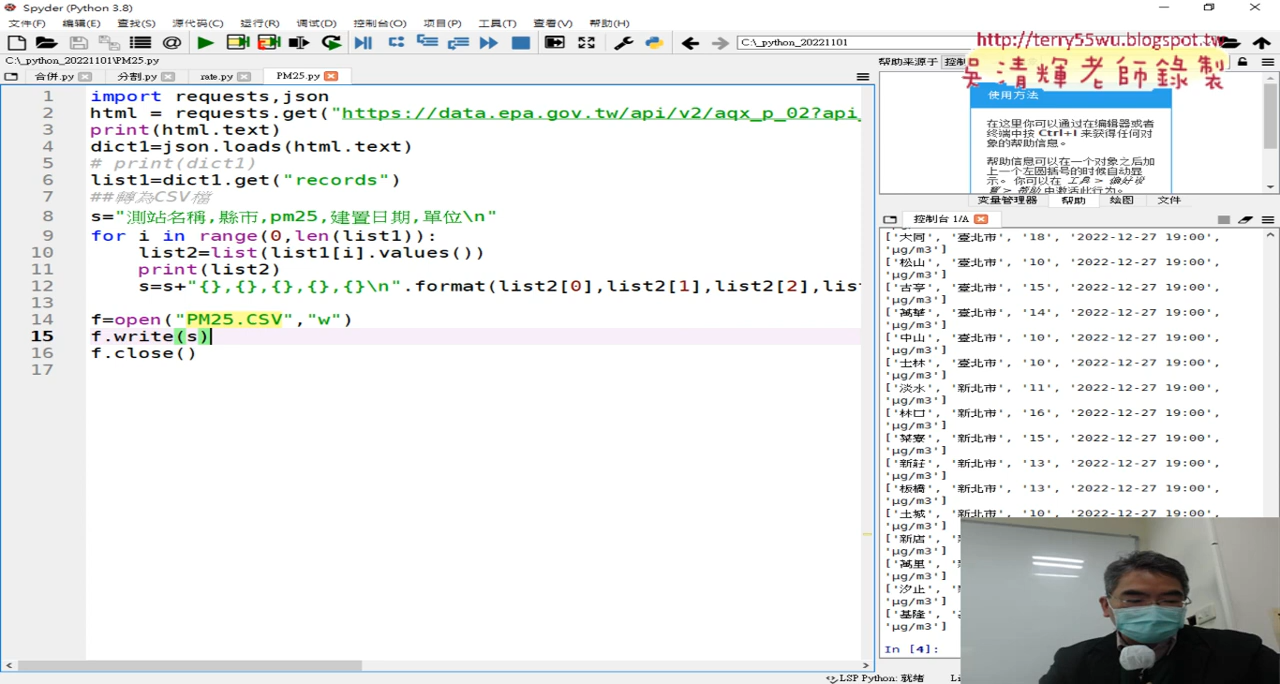 Spyder (Python 3.8)
文件(F) 编辑(E) 查找(S) 源代码(C) 运行(R) 调试(D) 控制台(O) 项目(P) 工具(T) 查看(V) 帮助(H)
C:\_python_20221101
http://terry55wu.blogspot.tw
吳清輝老師錄製
C:\_python_20221101\PM25.py
合併.py 分割.py rate.py PM25.py
1 import requests,json
2 html = requests.get("https://data.epa.gov.tw/api/v2/aqx_p_02?api_
3 print(html.text)
4 dict1=json.loads(html.text)
5 # print(dict1)
6 list1=dict1.get("records")
7 ##轉為CSV檔
8 s="測站名稱,縣市,pm25,建置日期,單位\n"
9 for i in range(0,len(list1)):
10 list2=list(list1[i].values())
11 print(list2)
12 s=s+"{},{},{},{},{}\n".format(list2[0],list2[1],list2[2],lis
13
14 f=open("PM25.CSV","w")
15 f.write(s)
16 f.close()
17
帮助来源于 控制
使用方法
在这里你可以通过在编辑器或者
终端中按 Ctrl+I 来获得任何对
象的帮助信息。
帮助信息可以在一个对象之后加
上一个左圆括号的时候自动显
示。 你可以在 工具 > 偏好设
置 > 帮助 中激活此行为。
变量管理器 帮助 绘图 文件
控制台 1/A
['大同', '臺北市', '18', '2022-12-27 19:00',
'μg/m3']
['松山', '臺北市', '10', '2022-12-27 19:00',
'μg/m3']
['古亭', '臺北市', '15', '2022-12-27 19:00',
'μg/m3']
['萬華', '臺北市', '14', '2022-12-27 19:00',
'μg/m3']
['中山', '臺北市', '10', '2022-12-27 19:00',
'μg/m3']
['士林', '臺北市', '10', '2022-12-27 19:00',
'μg/m3']
['淡水', '新北市', '11', '2022-12-27 19:00',
'μg/m3']
['林口', '新北市', '16', '2022-12-27 19:00',
'μg/m3']
['菜寮', '新北市', '15', '2022-12-27 19:00',
'μg/m3']
['新莊', '新北市', '13', '2022-12-27 19:00',
'μg/m3']
['板橋', '新北市', '13', '2022-12-27 19:00',
'μg/m3']
['土城', '新北市', '10', '2022-12-27 19:00',
'μg/m3']
['新店',
'μg/m3']
['萬里',
'μg/m3']
['汐止',
'μg/m3']
['基隆',
'μg/m3']
In [4]:
LSP Python: 就绪